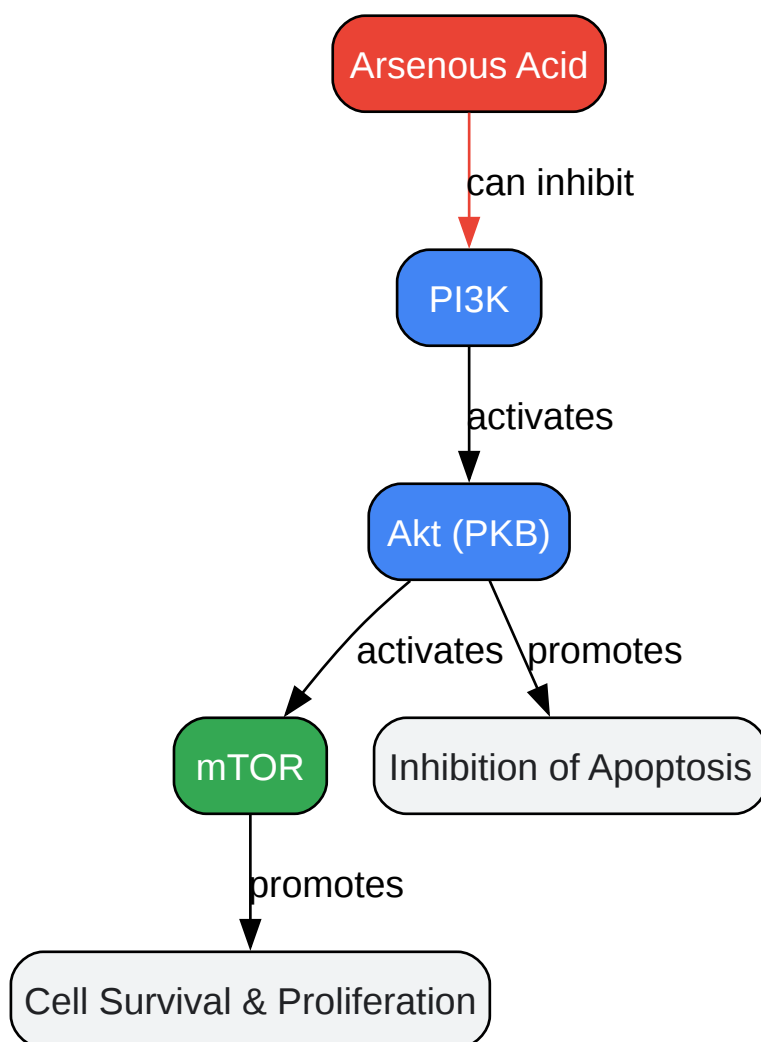 Arsenous Acid
can inhibit
PI3K
activates
Akt (PKB)
activates
promotes
mTOR
Inhibition of Apoptosis
promotes
Cell Survival & Proliferation